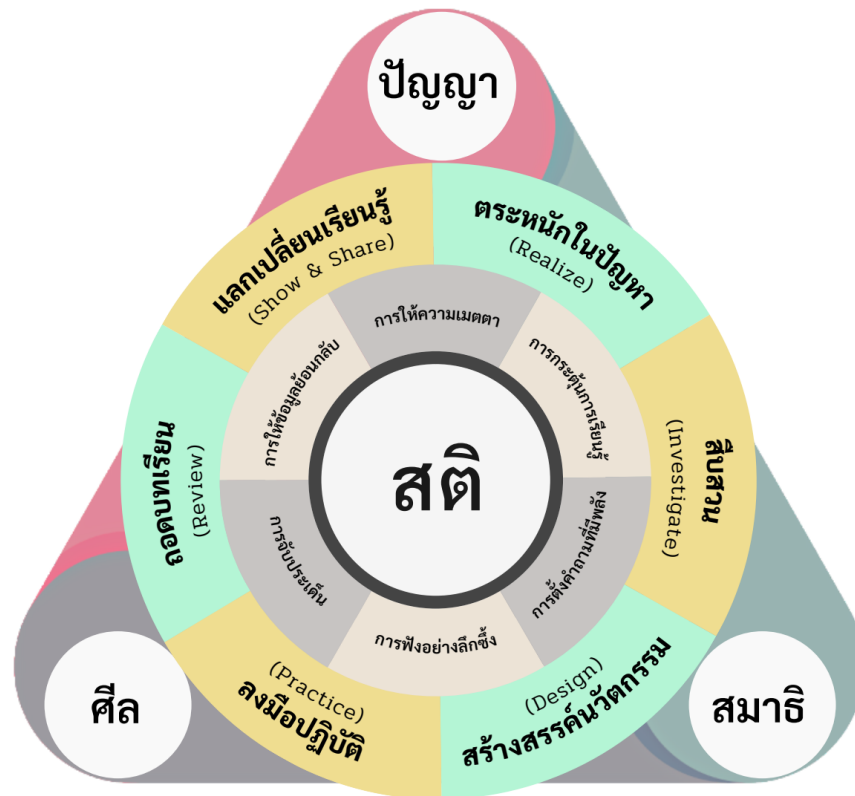 ปัญญา
แลกเปลี่ยนเรียนรู้
(Show & Share)
ตระหนักในปัญหา
(Realize)
สืบสวน
(Investigate)
สร้างสรรค์นวัตกรรม
(Design)
ลงมือปฏิบัติ
(Practice)
ถอดบทเรียน
(Review)
การให้ความเมตตา
การกระตุ้นการเรียนรู้
การตั้งคำถามที่มีพลัง
การฟังอย่างลึกซึ้ง
การจับประเด็น
การให้ข้อมูลย้อนกลับ
สติ
ศีล
สมาธิ